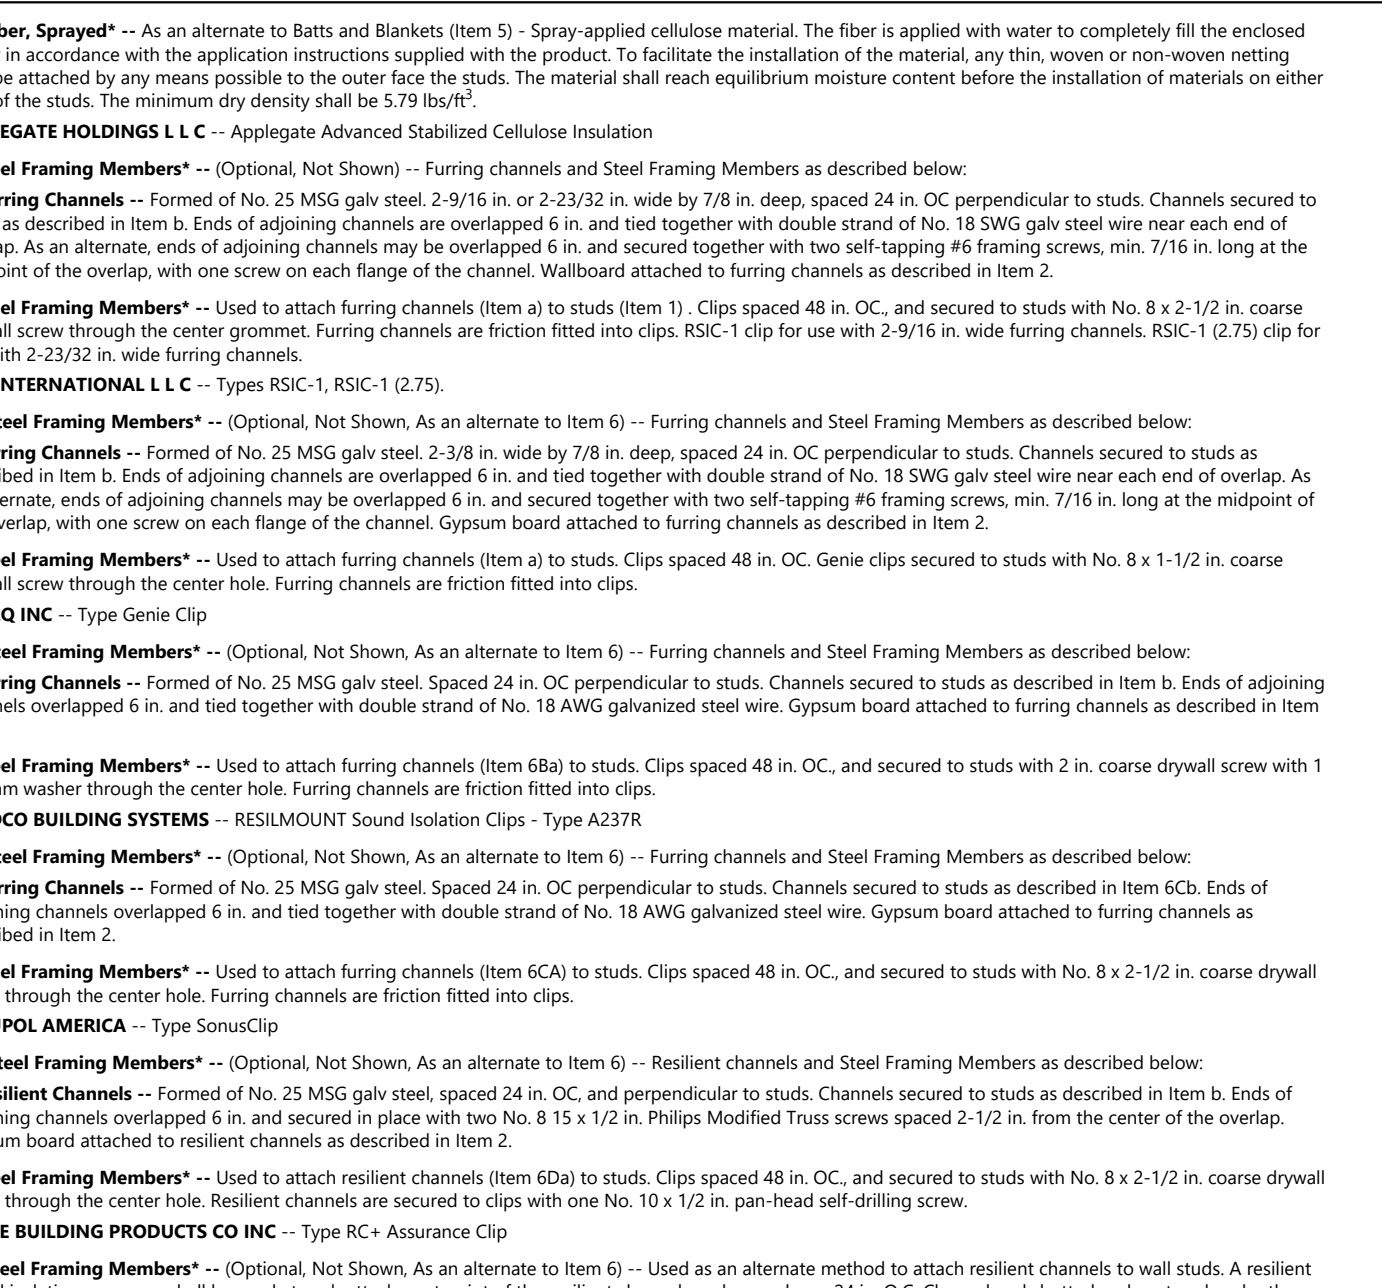 ber, Sprayed* -- As an alternate to Batts and Blankets (Item 5) - Spray-applied cellulose material. The fiber is applied with water to completely fill the enclosed
in accordance with the application instructions supplied with the product. To facilitate the installation of the material, any thin, woven or non-woven netting
be attached by any means possible to the outer face the studs. The material shall reach equilibrium moisture content before the installation of materials on either
of the studs. The minimum dry density shall be 5.79 lbs/ft³.
EGATE HOLDINGS L L C -- Applegate Advanced Stabilized Cellulose Insulation
el Framing Members* -- (Optional, Not Shown) -- Furring channels and Steel Framing Members as described below:
rring Channels -- Formed of No. 25 MSG galv steel. 2-9/16 in. or 2-23/32 in. wide by 7/8 in. deep, spaced 24 in. OC perpendicular to studs. Channels secured to
as described in Item b. Ends of adjoining channels are overlapped 6 in. and tied together with double strand of No. 18 SWG galv steel wire near each end of
ap. As an alternate, ends of adjoining channels may be overlapped 6 in. and secured together with two self-tapping #6 framing screws, min. 7/16 in. long at the
oint of the overlap, with one screw on each flange of the channel. Wallboard attached to furring channels as described in Item 2.
el Framing Members* -- Used to attach furring channels (Item a) to studs (Item 1) . Clips spaced 48 in. OC., and secured to studs with No. 8 x 2-1/2 in. coarse
all screw through the center grommet. Furring channels are friction fitted into clips. RSIC-1 clip for use with 2-9/16 in. wide furring channels. RSIC-1 (2.75) clip for
ith 2-23/32 in. wide furring channels.
INTERNATIONAL L L C -- Types RSIC-1, RSIC-1 (2.75).
teel Framing Members* -- (Optional, Not Shown, As an alternate to Item 6) -- Furring channels and Steel Framing Members as described below:
rring Channels -- Formed of No. 25 MSG galv steel. 2-3/8 in. wide by 7/8 in. deep, spaced 24 in. OC perpendicular to studs. Channels secured to studs as
ibed in Item b. Ends of adjoining channels are overlapped 6 in. and tied together with double strand of No. 18 SWG galv steel wire near each end of overlap. As
ternate, ends of adjoining channels may be overlapped 6 in. and secured together with two self-tapping #6 framing screws, min. 7/16 in. long at the midpoint of
verlap, with one screw on each flange of the channel. Gypsum board attached to furring channels as described in Item 2.
el Framing Members* -- Used to attach furring channels (Item a) to studs. Clips spaced 48 in. OC. Genie clips secured to studs with No. 8 x 1-1/2 in. coarse
all screw through the center hole. Furring channels are friction fitted into clips.
Q INC -- Type Genie Clip
teel Framing Members* -- (Optional, Not Shown, As an alternate to Item 6) -- Furring channels and Steel Framing Members as described below:
rring Channels -- Formed of No. 25 MSG galv steel. Spaced 24 in. OC perpendicular to studs. Channels secured to studs as described in Item b. Ends of adjoining
nels overlapped 6 in. and tied together with double strand of No. 18 AWG galvanized steel wire. Gypsum board attached to furring channels as described in Item
el Framing Members* -- Used to attach furring channels (Item 6Ba) to studs. Clips spaced 48 in. OC., and secured to studs with 2 in. coarse drywall screw with 1
am washer through the center hole. Furring channels are friction fitted into clips.
OCO BUILDING SYSTEMS -- RESILMOUNT Sound Isolation Clips - Type A237R
teel Framing Members* -- (Optional, Not Shown, As an alternate to Item 6) -- Furring channels and Steel Framing Members as described below:
rring Channels -- Formed of No. 25 MSG galv steel. Spaced 24 in. OC perpendicular to studs. Channels secured to studs as described in Item 6Cb. Ends of
ning channels overlapped 6 in. and tied together with double strand of No. 18 AWG galvanized steel wire. Gypsum board attached to furring channels as
ibed in Item 2.
el Framing Members* -- Used to attach furring channels (Item 6CA) to studs. Clips spaced 48 in. OC., and secured to studs with No. 8 x 2-1/2 in. coarse drywall
through the center hole. Furring channels are friction fitted into clips.
UPOL AMERICA -- Type SonusClip
teel Framing Members* -- (Optional, Not Shown, As an alternate to Item 6) -- Resilient channels and Steel Framing Members as described below:
silient Channels -- Formed of No. 25 MSG galv steel, spaced 24 in. OC, and perpendicular to studs. Channels secured to studs as described in Item b. Ends of
ning channels overlapped 6 in. and secured in place with two No. 8 15 x 1/2 in. Philips Modified Truss screws spaced 2-1/2 in. from the center of the overlap.
um board attached to resilient channels as described in Item 2.
el Framing Members* -- Used to attach resilient channels (Item 6Da) to studs. Clips spaced 48 in. OC., and secured to studs with No. 8 x 2-1/2 in. coarse drywall
through the center hole. Resilient channels are secured to clips with one No. 10 x 1/2 in. pan-head self-drilling screw.
E BUILDING PRODUCTS CO INC -- Type RC+ Assurance Clip
teel Framing Members* -- (Optional, Not Shown, As an alternate to Item 6) -- Used as an alternate method to attach resilient channels to wall studs. A resilient